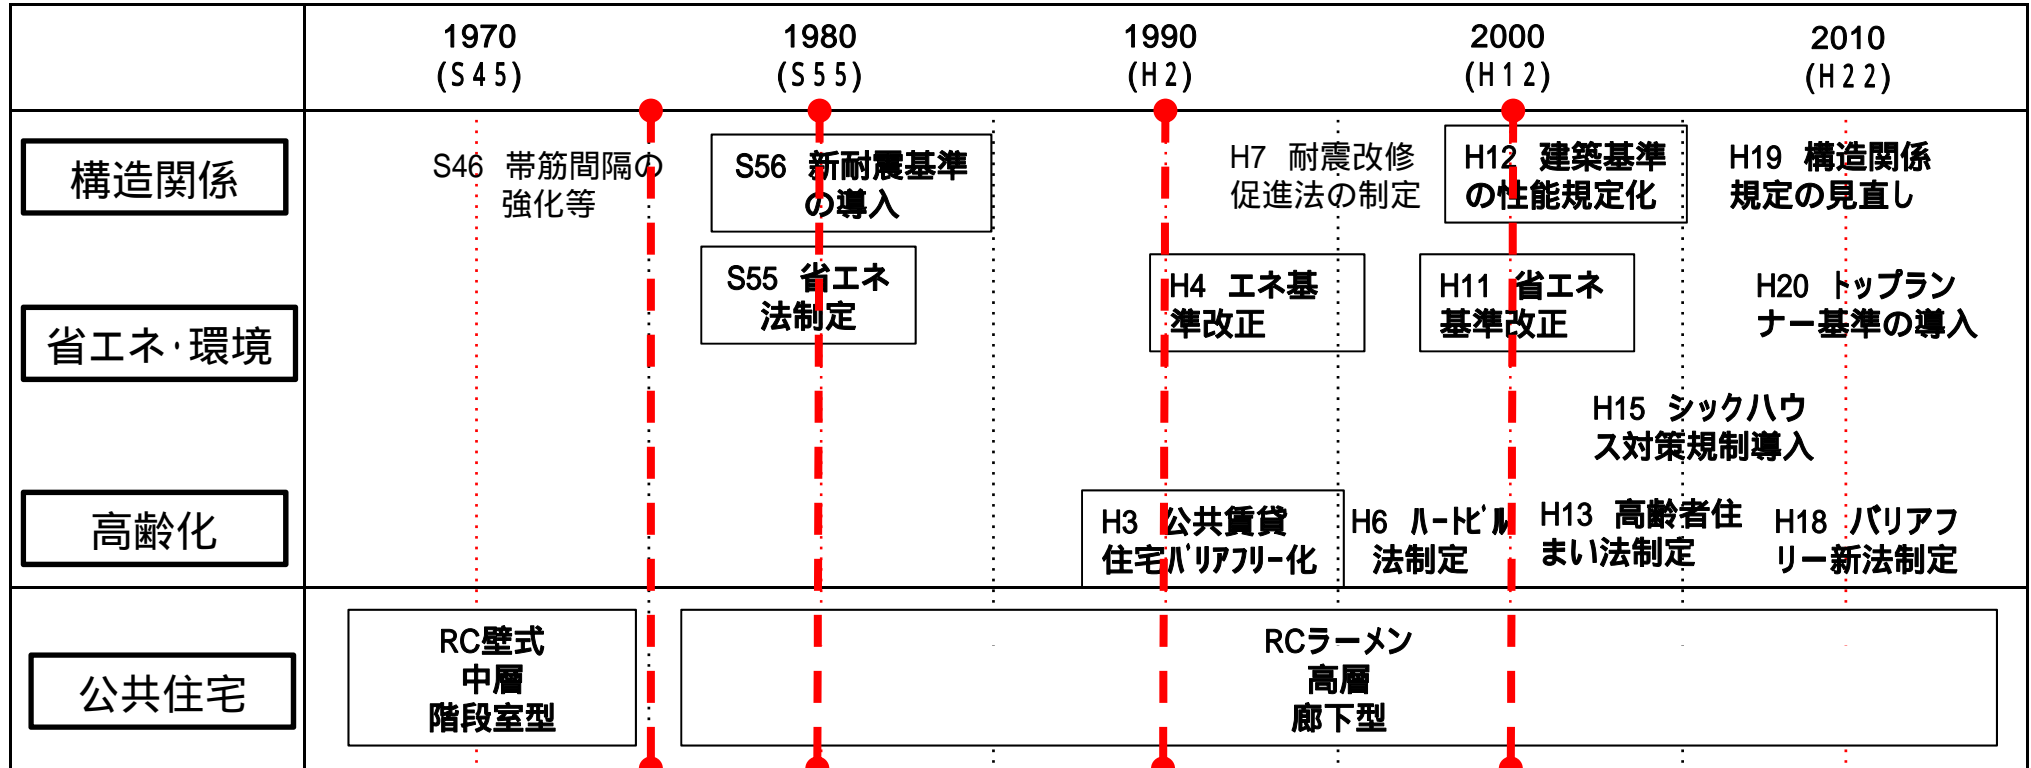 1970
(S45)
1980
(S55)
1990
(H2)
2000
(H12)
2010
(H22)
構造関係
S46 帯筋間隔の
強化等
S56 新耐震基準
の導入
H7 耐震改修
促進法の制定
H12 建築基準
の性能規定化
H19 構造関係
規定の見直し
省エネ・環境
S55 省エネ
法制定
H4 エネ基
準改正
H11 省エネ
基準改正
H20 トップラン
ナー基準の導入
H15 シックハウ
ス対策規制導入
高齢化
H3 公共賃貸
住宅バリアフリー化
H6 ハートビル
法制定
H13 高齢者住
まい法制定
H18 バリアフ
リー新法制定
公共住宅
RC壁式
中層
階段室型
RCラーメン
高層
廊下型